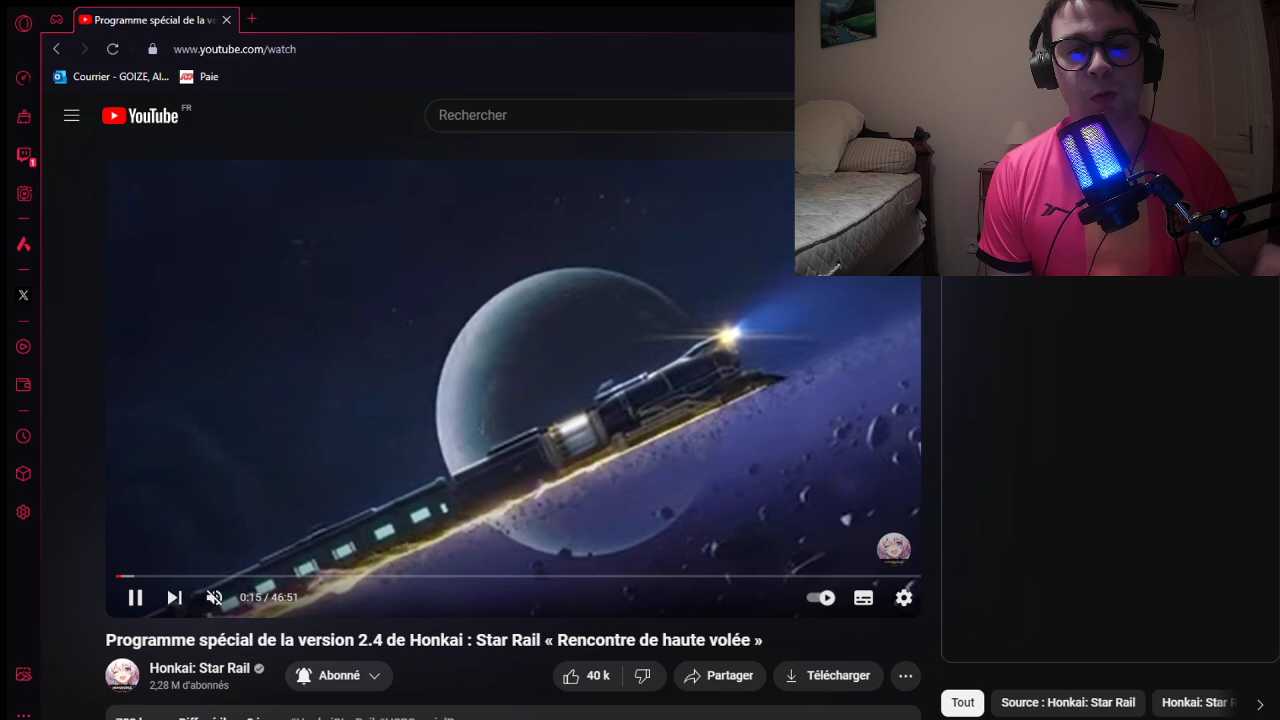 Programme spécial de la ve
www.youtube.com/watch
Courrier - GOIZE, Al...
Paie
YouTube FR
Rechercher
1
0:15 / 46:51
Programme spécial de la version 2.4 de Honkai : Star Rail « Rencontre de haute volée »
Honkai: Star Rail
2,28 M d'abonnés
Abonné
40 k
Partager
Télécharger
Tout
Source : Honkai: Star Rail
Honkai: Star R